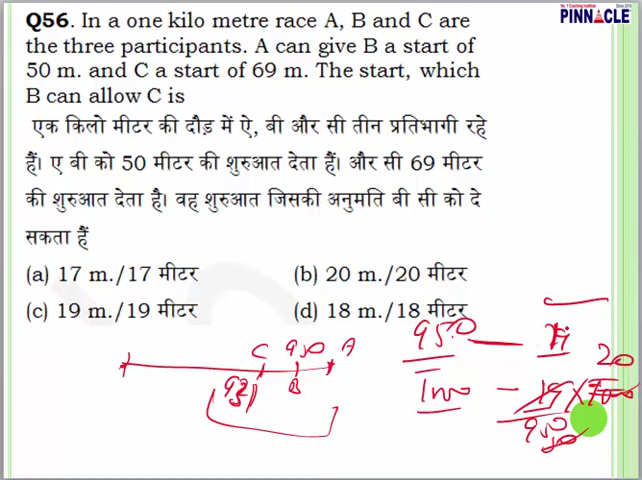 Q56. In a one kilo metre race A, B and C are
the three participants. A can give B a start of
50 m. and C a start of 69 m. The start, which
B can allow C is
एक किलो मीटर की दौड़ में ऐ, बी और सी तीन प्रतिभागी रहे
हैं। ए बी को 50 मीटर की शुरुआत देता हैं। और सी 69 मीटर
की शुरुआत देता है। वह शुरुआत जिसकी अनुमति बी सी को दे
सकता हैं
(a) 17 m./17 मीटर (b) 20 m./20 मीटर
(c) 19 m./19 मीटर (d) 18 m./18 मीटर
PINNACLE
C 950 A
931 B
950 — 19
20
1000 — 19 ×
950